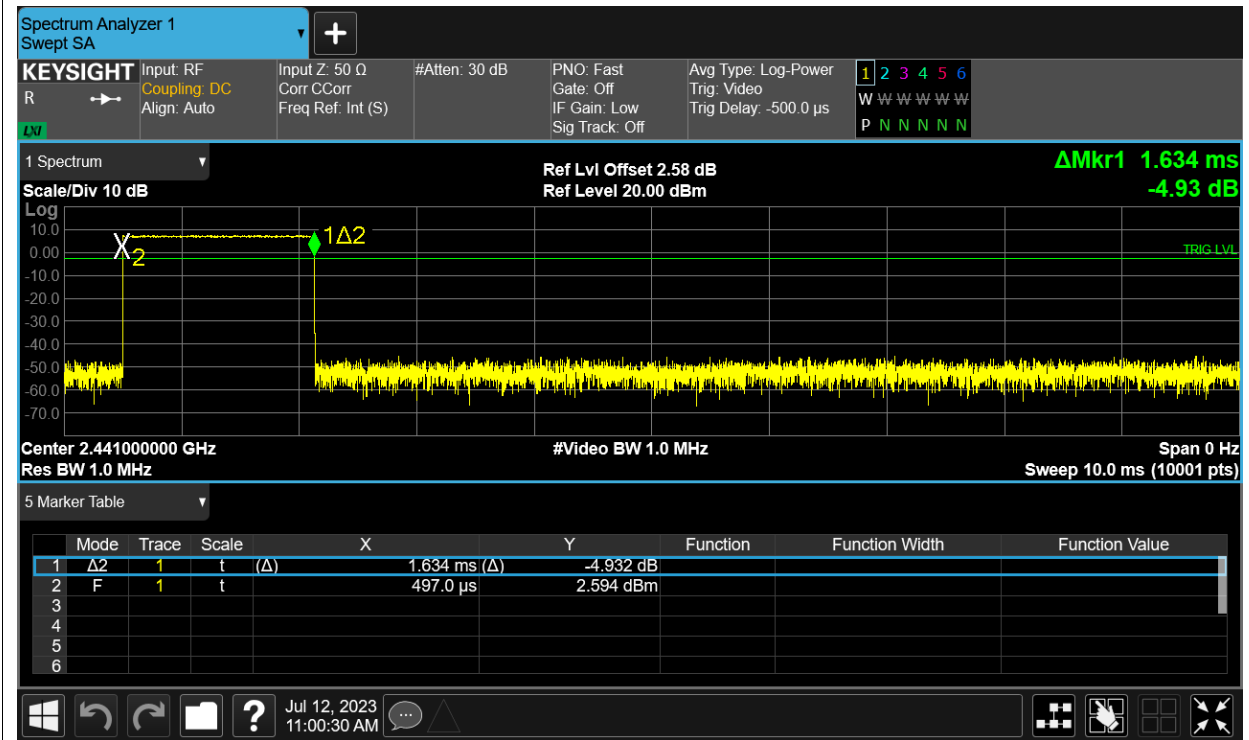 Spectrum Analyzer 1
Swept SA
KEYSIGHT Input: RF Input Z: 50 Ω #Atten: 30 dB PNO: Fast Avg Type: Log-Power 1 2 3 4 5 6
R Coupling: DC Corr CCorr Gate: Off Trig: Video W W W W W W
Align: Auto Freq Ref: Int (S) IF Gain: Low Trig Delay: -500.0 µs
LXI Sig Track: Off P N N N N N
1 Spectrum Ref Lvl Offset 2.58 dB ΔMkr1 1.634 ms
Scale/Div 10 dB Ref Level 20.00 dBm -4.93 dB
Log
10.0 1Δ2
0.00 X 2 TRIG LVL
-10.0
-20.0
-30.0
-40.0
-50.0
-60.0
-70.0
Center 2.441000000 GHz #Video BW 1.0 MHz Span 0 Hz
Res BW 1.0 MHz Sweep 10.0 ms (10001 pts)
5 Marker Table
Mode Trace Scale X Y Function Function Width Function Value
1 Δ2 1 t (Δ) 1.634 ms (Δ) -4.932 dB
2 F 1 t 497.0 µs 2.594 dBm
3
4
5
6
? Jul 12, 2023
11:00:30 AM